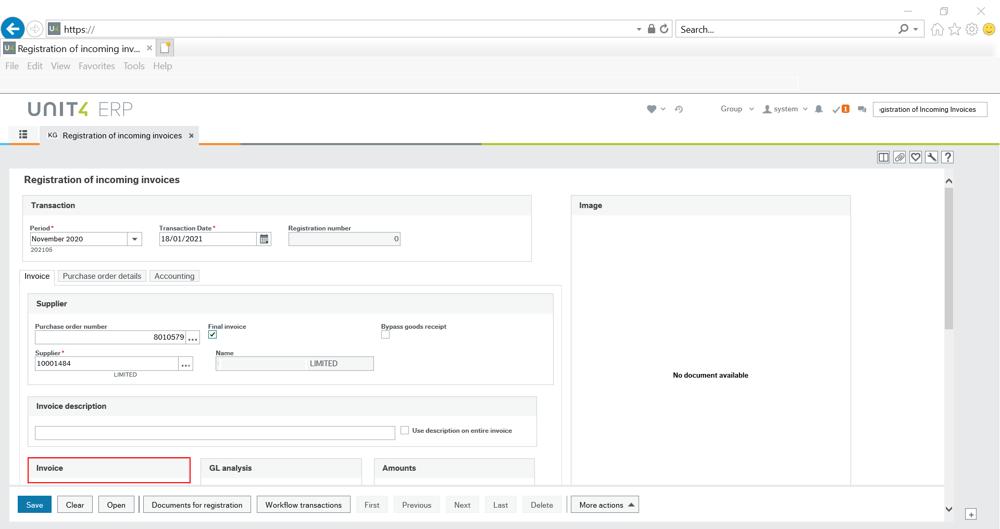 U4 https://
Search...
U4 Registration of incoming inv...
File Edit View Favorites Tools Help
UNIT4 ERP
Group system 1 gistration of Incoming Invoices
KG Registration of incoming invoices
Registration of incoming invoices
Transaction
Period* Transaction Date* Registration number
November 2020 18/01/2021 0
202105
Invoice Purchase order details Accounting
Supplier
Purchase order number Final invoice Bypass goods receipt
8010579 ...
Supplier* Name
10001484 ... LIMITED
LIMITED
Invoice description
Use description on entire invoice
Invoice GL analysis Amounts
Image
No document available
Save Clear Open Documents for registration Workflow transactions First Previous Next Last Delete More actions